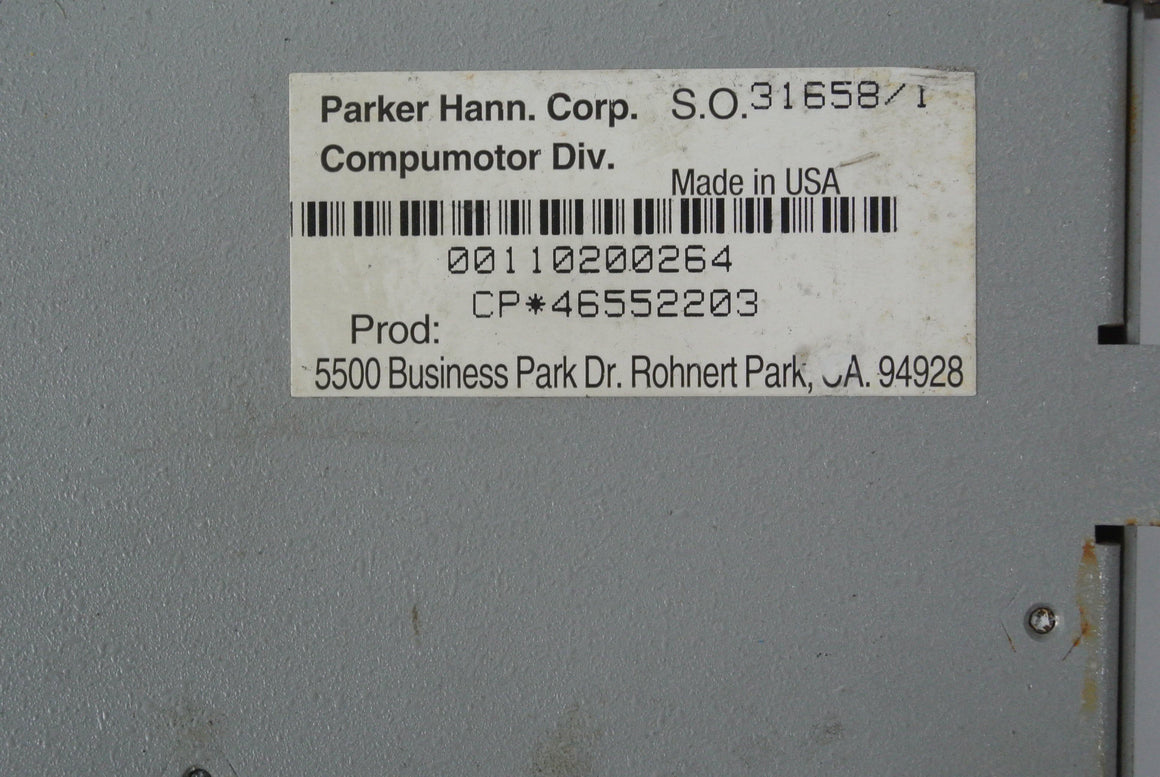 Parker Hann. Corp. S.O.31658/1
Compumotor Div.
Made in USA
00110200264
CP*46552203
Prod:
5500 Business Park Dr. Rohnert Park, CA. 94928